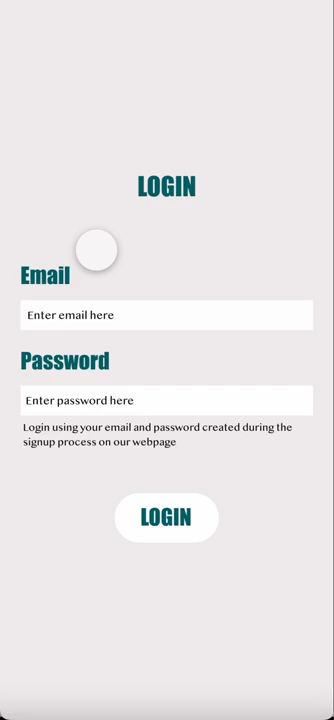 LOGIN
Email
Enter email here
Password
Enter password here
Login using your email and password created during the
signup process on our webpage
LOGIN